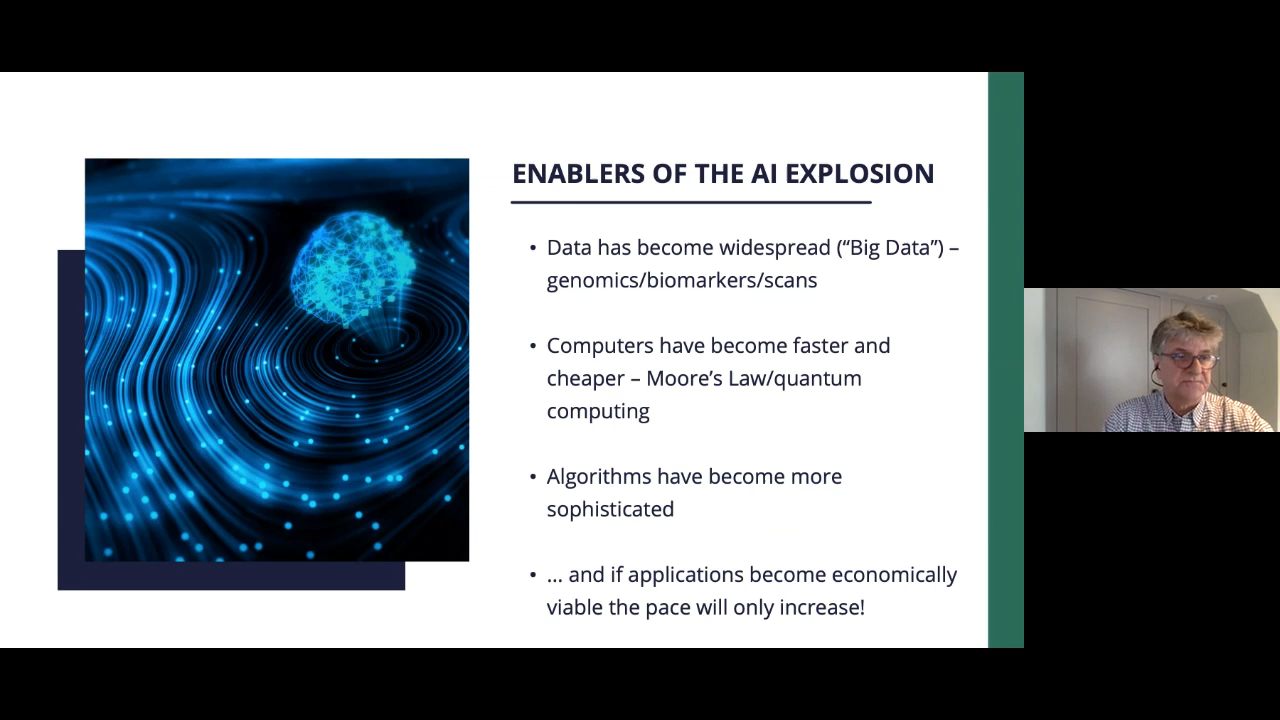 ENABLERS OF THE AI EXPLOSION
• Data has become widespread (“Big Data”) –
genomics/biomarkers/scans
• Computers have become faster and
cheaper – Moore’s Law/quantum
computing
• Algorithms have become more
sophisticated
• ... and if applications become economically
viable the pace will only increase!